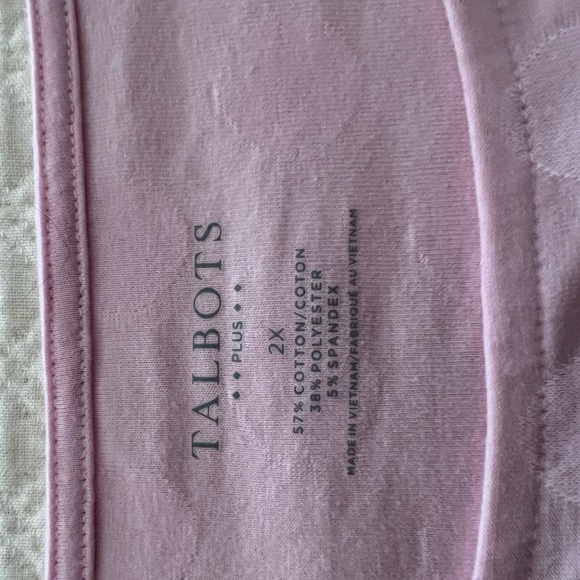 TALBOTS
◆ ◆ PLUS ◆ ◆
2X
57% COTTON/COTON
38% POLYESTER
5% SPANDEX
MADE IN VIETNAM/FABRIQUÉ AU VIETNAM